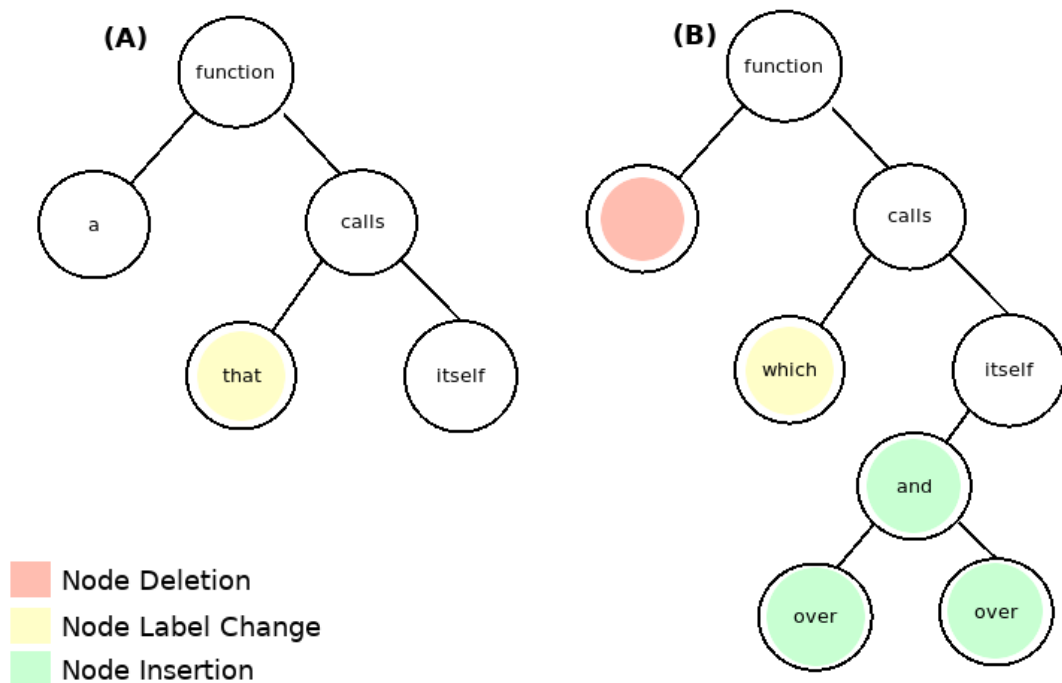 (A)
function
a
calls
that
itself
(B)
function
calls
which
itself
and
over
over
Node Deletion
Node Label Change
Node Insertion